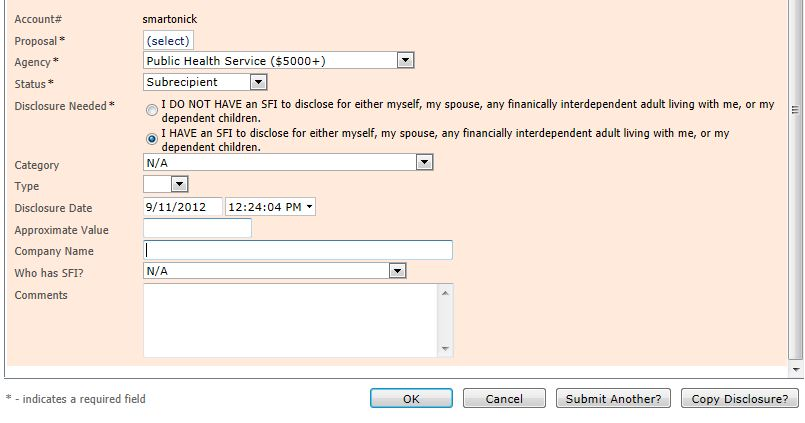 Account# smartonick
Proposal * (select)
Agency * Public Health Service ($5000+)
Status * Subrecipient
Disclosure Needed * I DO NOT HAVE an SFI to disclose for either myself, my spouse, any finanically interdependent adult living with me, or my
dependent children.
I HAVE an SFI to disclose for either myself, my spouse, any financially interdependent adult living with me, or my
dependent children.
Category N/A
Type
Disclosure Date 9/11/2012 12:24:04 PM
Approximate Value
Company Name
Who has SFI? N/A
Comments
* - indicates a required field OK Cancel Submit Another? Copy Disclosure?